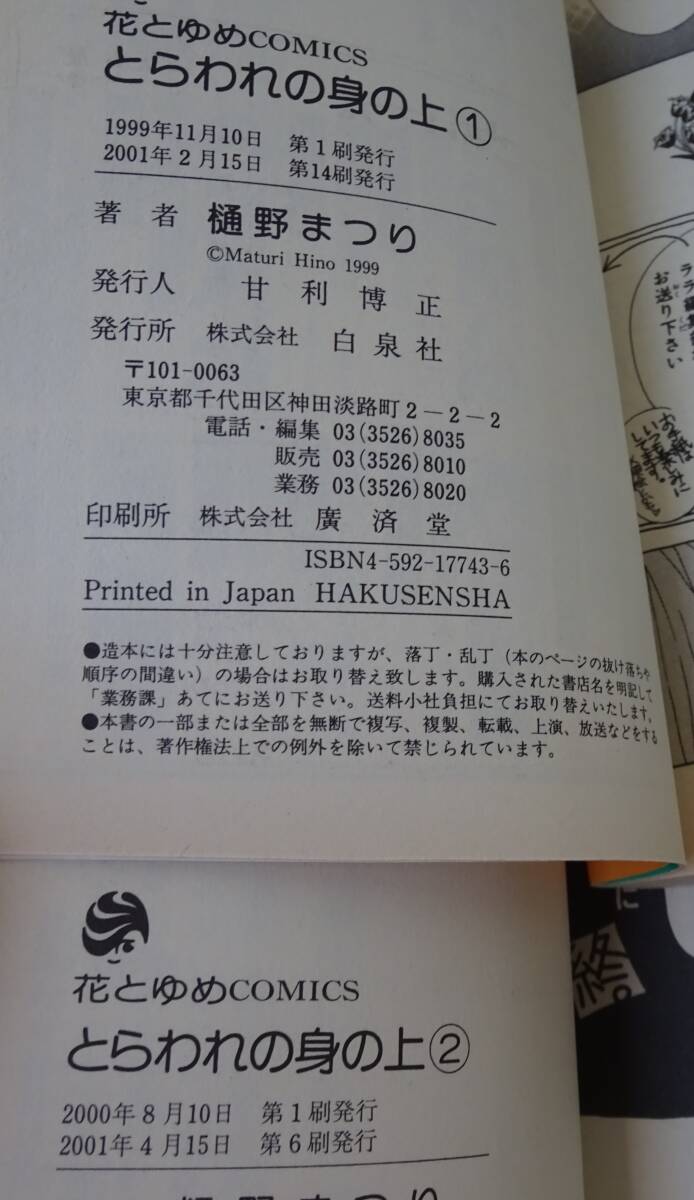 花とゆめCOMICS
とらわれの身の上①
1999年11月10日 第1刷発行
2001年2月15日 第14刷発行
著者 樋野まつり
©Maturi Hino 1999
発行人 甘利博正
発行所 株式会社 白泉社
〒101-0063
東京都千代田区神田淡路町2－2－2
電話・編集 03(3526)8035
販売 03(3526)8010
業務 03(3526)8020
印刷所 株式会社 廣済堂
ISBN4-592-17743-6
Printed in Japan HAKUSENSHA
●造本には十分注意しておりますが、落丁・乱丁（本のページの抜け落ちや
順序の間違い）の場合はお取り替え致します。購入された書店名を明記して
「業務課」あてにお送り下さい。送料小社負担にてお取り替えいたします。
●本書の一部または全部を無断で複写、複製、転載、上演、放送などをする
ことは、著作権法上での例外を除いて禁じられています。
お送り下さい
花とゆめCOMICS
とらわれの身の上②
2000年8月10日 第1刷発行
2001年4月15日 第6刷発行
樋野まつり
に
終。